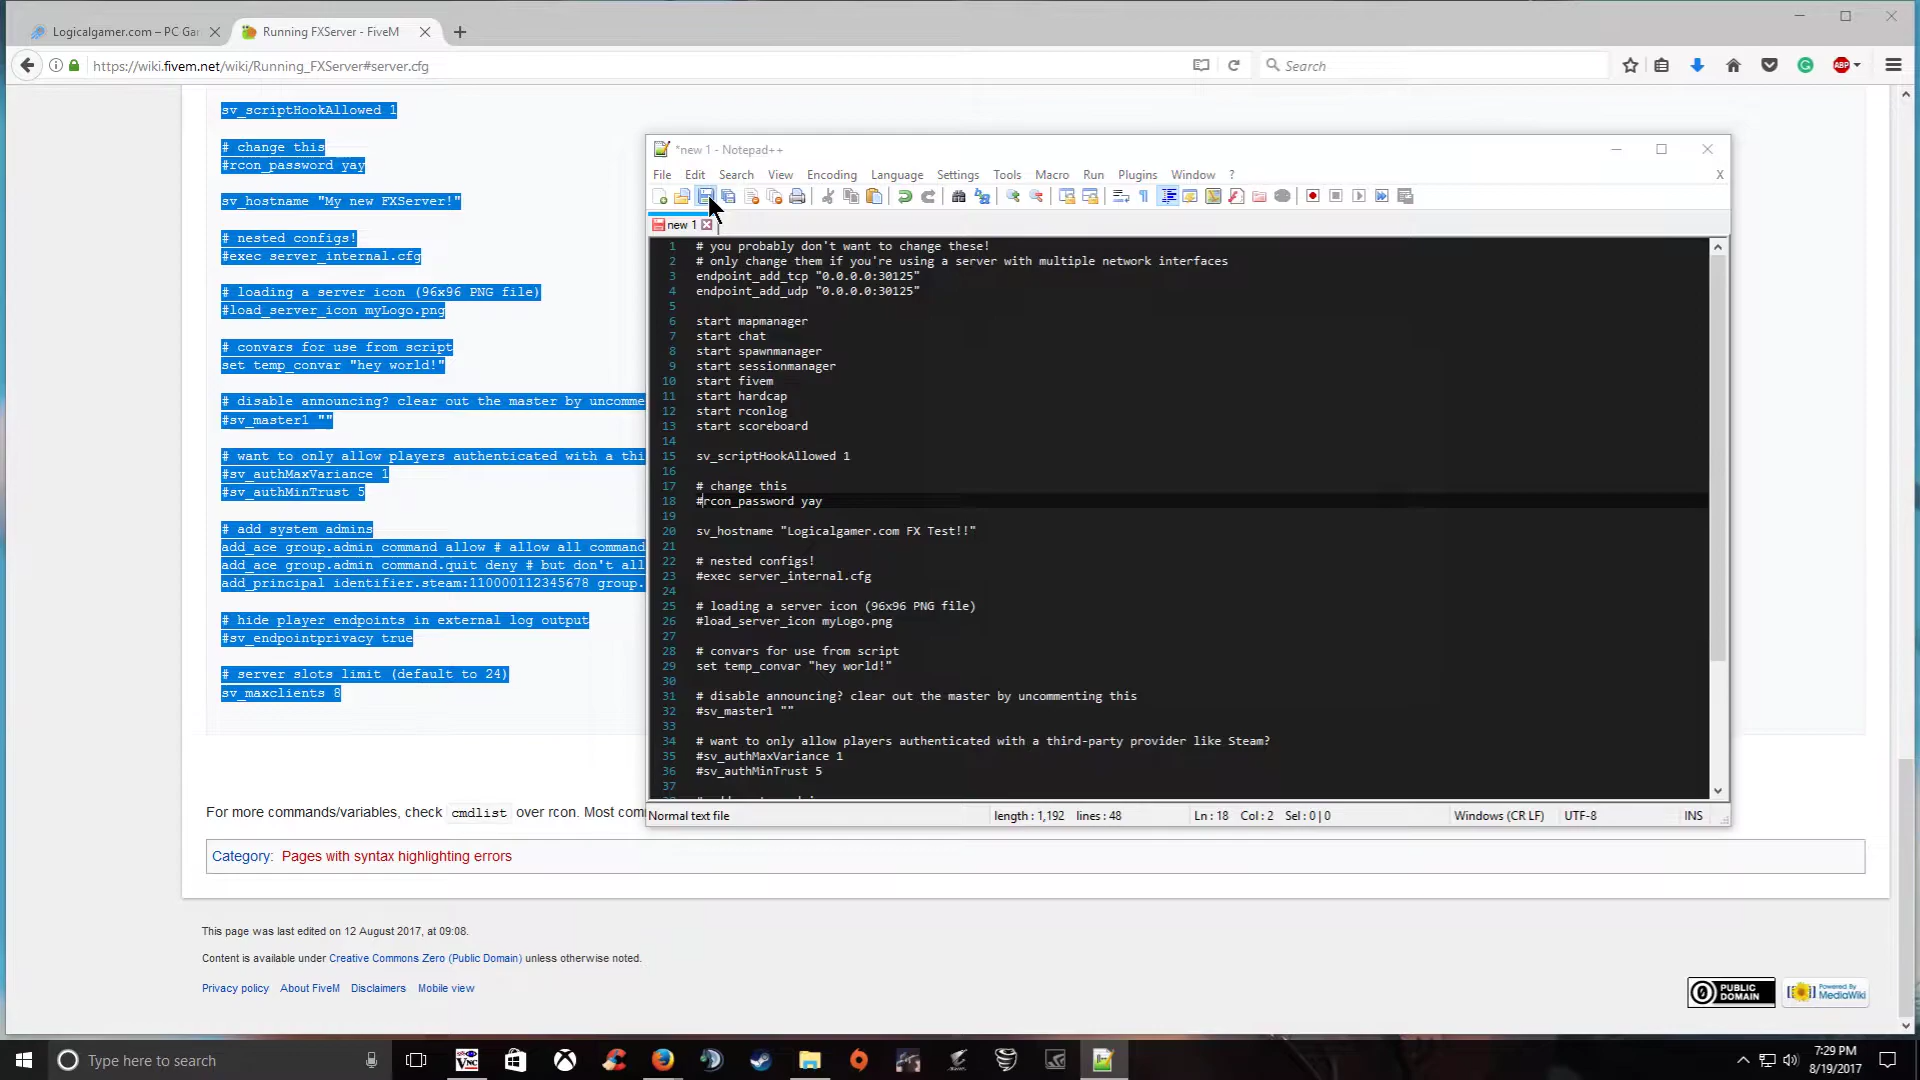 Logicalgamer.com – PC Gar
Running FXServer - FiveM
https://wiki.fivem.net/wiki/Running_FXServer#server.cfg
Search
ABP
sv_scriptHookAllowed 1
# change this
#rcon_password yay
sv_hostname "My new FXServer!"
# nested configs!
#exec server_internal.cfg
# loading a server icon (96x96 PNG file)
#load_server_icon myLogo.png
# convars for use from script
set temp_convar "hey world!"
# disable announcing? clear out the master by uncomme
#sv_master1 ""
# want to only allow players authenticated with a thi
#sv_authMaxVariance 1
#sv_authMinTrust 5
# add system admins
add_ace group.admin command allow # allow all command
add_ace group.admin command.quit deny # but don't all
add_principal identifier.steam:110000112345678 group.
# hide player endpoints in external log output
#sv_endpointprivacy true
# server slots limit (default to 24)
sv_maxclients 8
For more commands/variables, check cmdlist over rcon. Most com
Category: Pages with syntax highlighting errors
This page was last edited on 12 August 2017, at 09:08.
Content is available under Creative Commons Zero (Public Domain) unless otherwise noted.
Privacy policy About FiveM Disclaimers Mobile view
PUBLIC DOMAIN
Powered By MediaWiki
*new 1 - Notepad++
File Edit Search View Encoding Language Settings Tools Macro Run Plugins Window ? X
new 1
1 # you probably don't want to change these!
2 # only change them if you're using a server with multiple network interfaces
3 endpoint_add_tcp "0.0.0.0:30125"
4 endpoint_add_udp "0.0.0.0:30125"
5
6 start mapmanager
7 start chat
8 start spawnmanager
9 start sessionmanager
10 start fivem
11 start hardcap
12 start rconlog
13 start scoreboard
14
15 sv_scriptHookAllowed 1
16
17 # change this
18 #rcon_password yay
19
20 sv_hostname "Logicalgamer.com FX Test!!"
21
22 # nested configs!
23 #exec server_internal.cfg
24
25 # loading a server icon (96x96 PNG file)
26 #load_server_icon myLogo.png
27
28 # convars for use from script
29 set temp_convar "hey world!"
30
31 # disable announcing? clear out the master by uncommenting this
32 #sv_master1 ""
33
34 # want to only allow players authenticated with a third-party provider like Steam?
35 #sv_authMaxVariance 1
36 #sv_authMinTrust 5
37
Normal text file length : 1,192 lines : 48 Ln : 18 Col : 2 Sel : 0 | 0 Windows (CR LF) UTF-8 INS
Type here to search
7:29 PM
8/19/2017